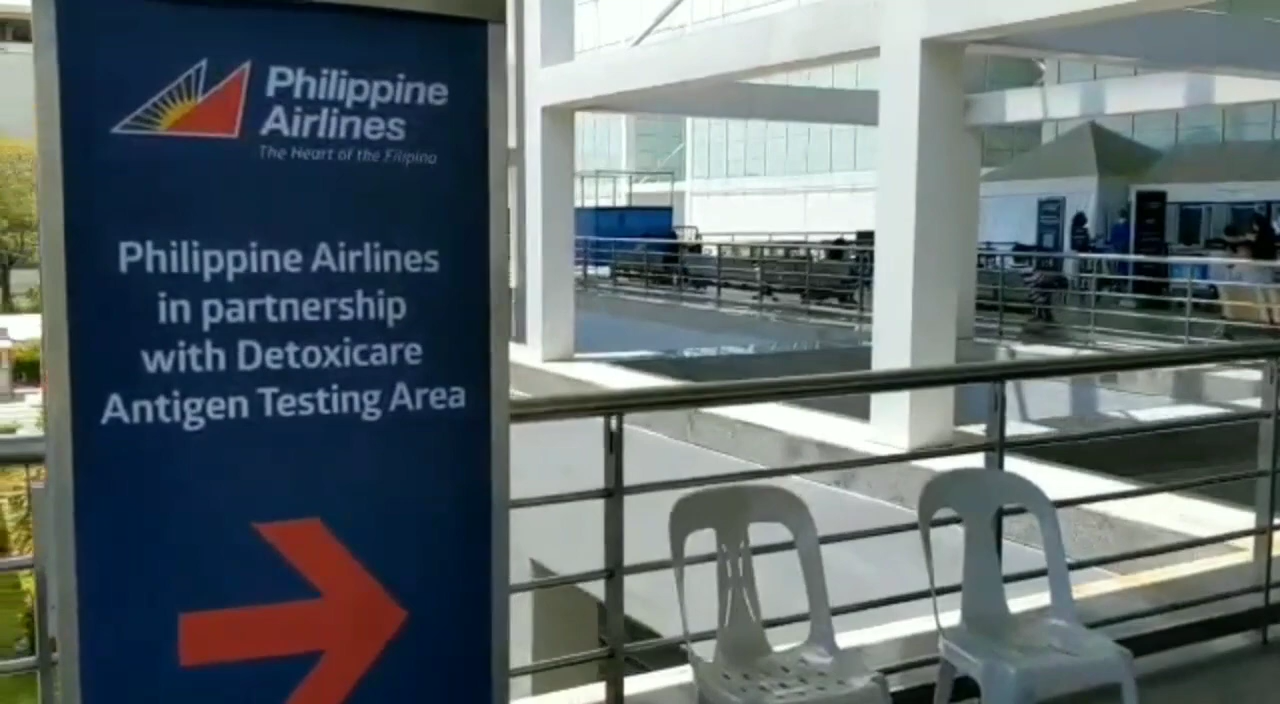 Philippine
Airlines
The Heart of the Filipino
Philippine Airlines
in partnership
with Detoxicare
Antigen Testing Area